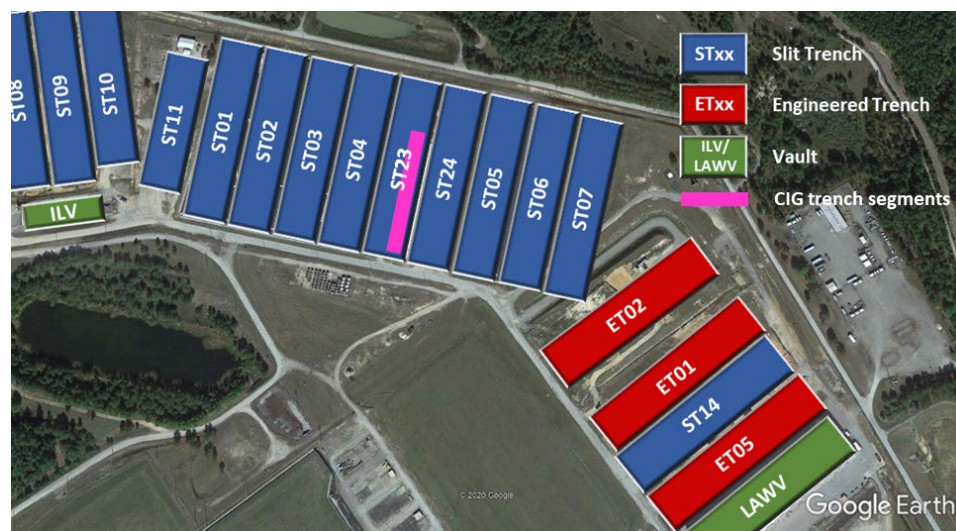 ST08
ST09
ST10
ST11
ST01
ST02
ST03
ST04
ST23
ST24
ST05
ST06
ST07
ILV
ET02
ET01
ST14
ET05
LAWV
STxx Slit Trench
ETxx Engineered Trench
ILV/
LAWV Vault
CIG trench segments
© 2020 Google
Google Earth